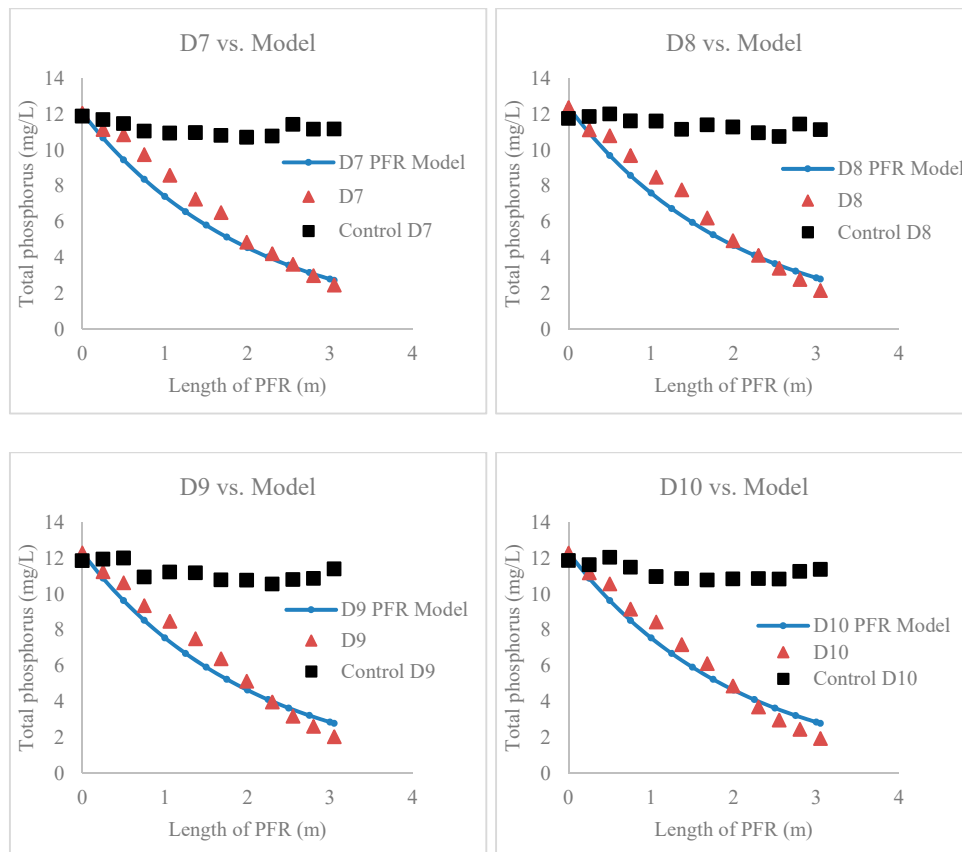 D7 vs. Model
Total phosphorus (mg/L)
14
12
10
8
6
4
2
0
D7 PFR Model
D7
Control D7
0 1 2 3 4
Length of PFR (m)
D8 vs. Model
Total phosphorus (mg/L)
14
12
10
8
6
4
2
0
D8 PFR Model
D8
Control D8
0 1 2 3 4
Length of PFR (m)
D9 vs. Model
Total phosphorus (mg/L)
14
12
10
8
6
4
2
0
D9 PFR Model
D9
Control D9
0 1 2 3 4
Length of PFR (m)
D10 vs. Model
Total phosphorus (mg/L)
14
12
10
8
6
4
2
0
D10 PFR Model
D10
Control D10
0 1 2 3 4
Length of PFR (m)